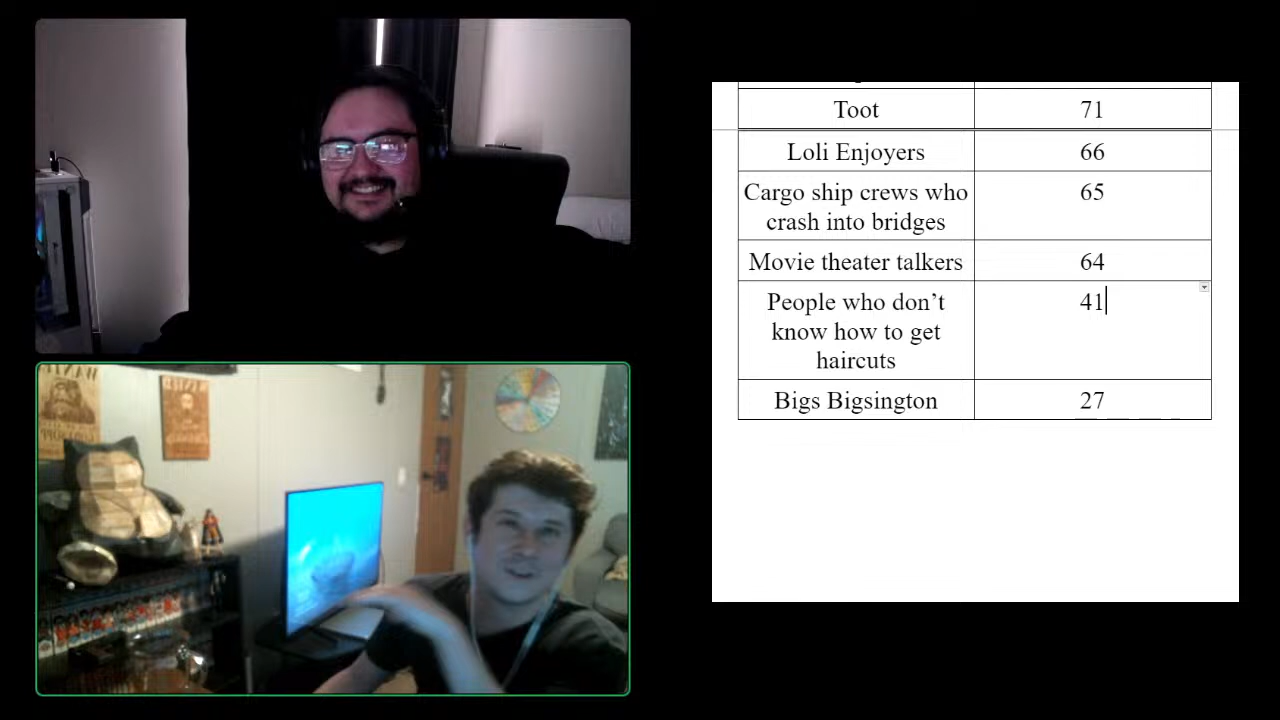 Toot 71
Loli Enjoyers 66
Cargo ship crews who 65
crash into bridges
Movie theater talkers 64
People who don’t 41
know how to get
haircuts
Bigs Bigsington 27
WANTED